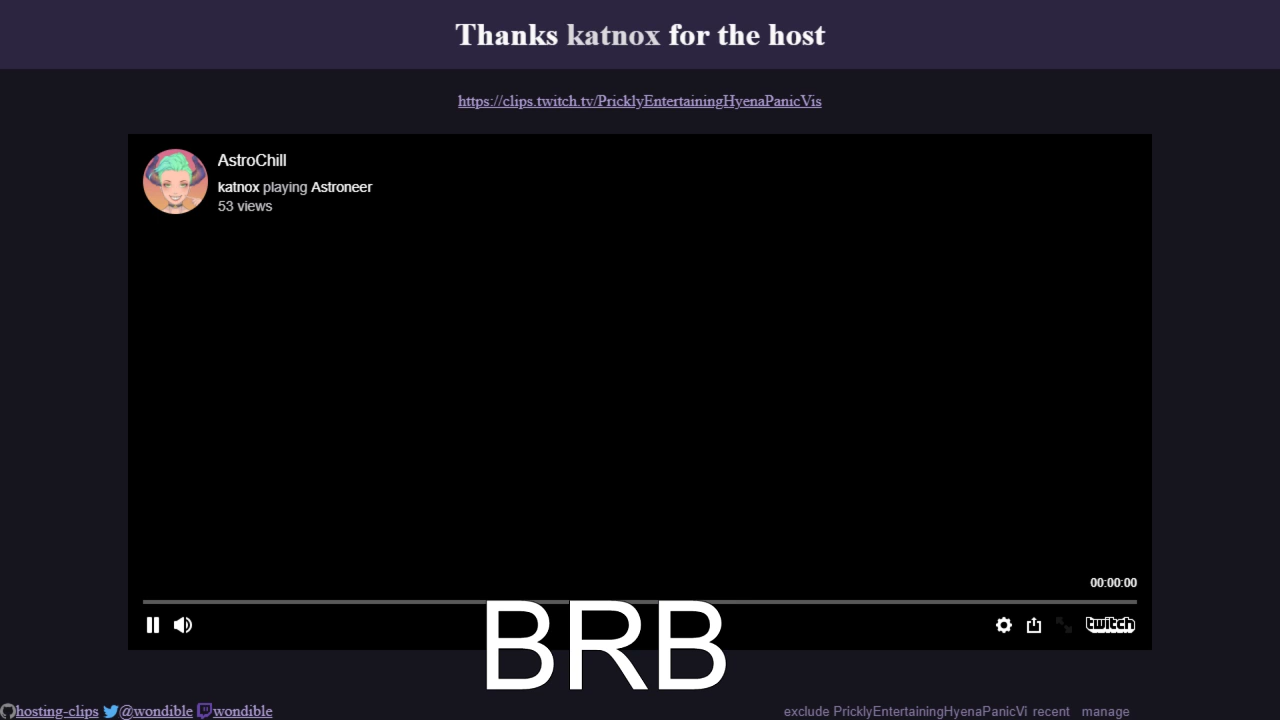 Thanks katnox for the host
https://clips.twitch.tv/PricklyEntertainingHyenaPanicVis
AstroChill
katnox playing Astroneer
53 views
00:00:00
twitch
BRB
hosting-clips @wondible wondible
exclude PricklyEntertainingHyenaPanicVi recent manage